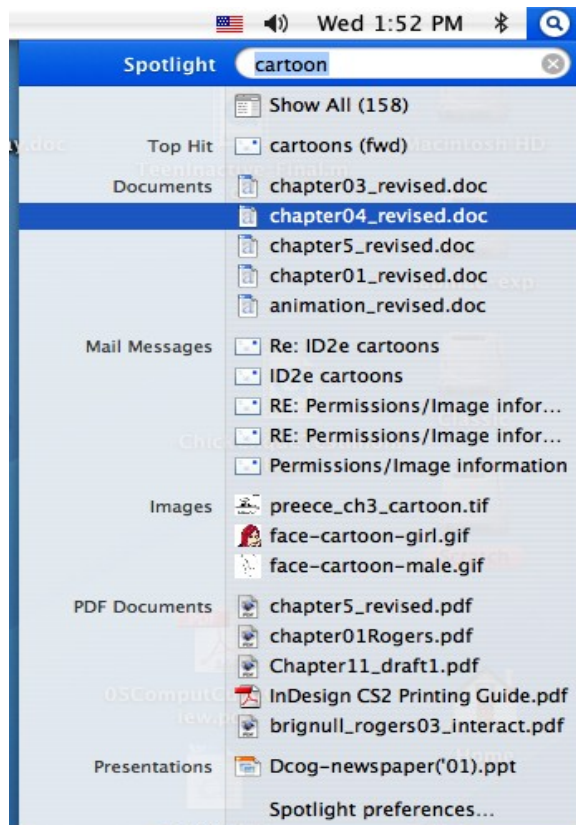 Wed 1:52 PM
Spotlight cartoon
Show All (158)
Top Hit cartoons (fwd)
Documents chapter03_revised.doc
chapter04_revised.doc
chapter5_revised.doc
chapter01_revised.doc
animation_revised.doc
Mail Messages Re: ID2e cartoons
ID2e cartoons
RE: Permissions/Image infor...
RE: Permissions/Image infor...
Permissions/Image information
Images preece_ch3_cartoon.tif
face-cartoon-girl.gif
face-cartoon-male.gif
PDF Documents chapter5_revised.pdf
chapter01Rogers.pdf
Chapter11_draft1.pdf
InDesign CS2 Printing Guide.pdf
brignull_rogers03_interact.pdf
Presentations Dcog-newspaper('01).ppt
Spotlight preferences...